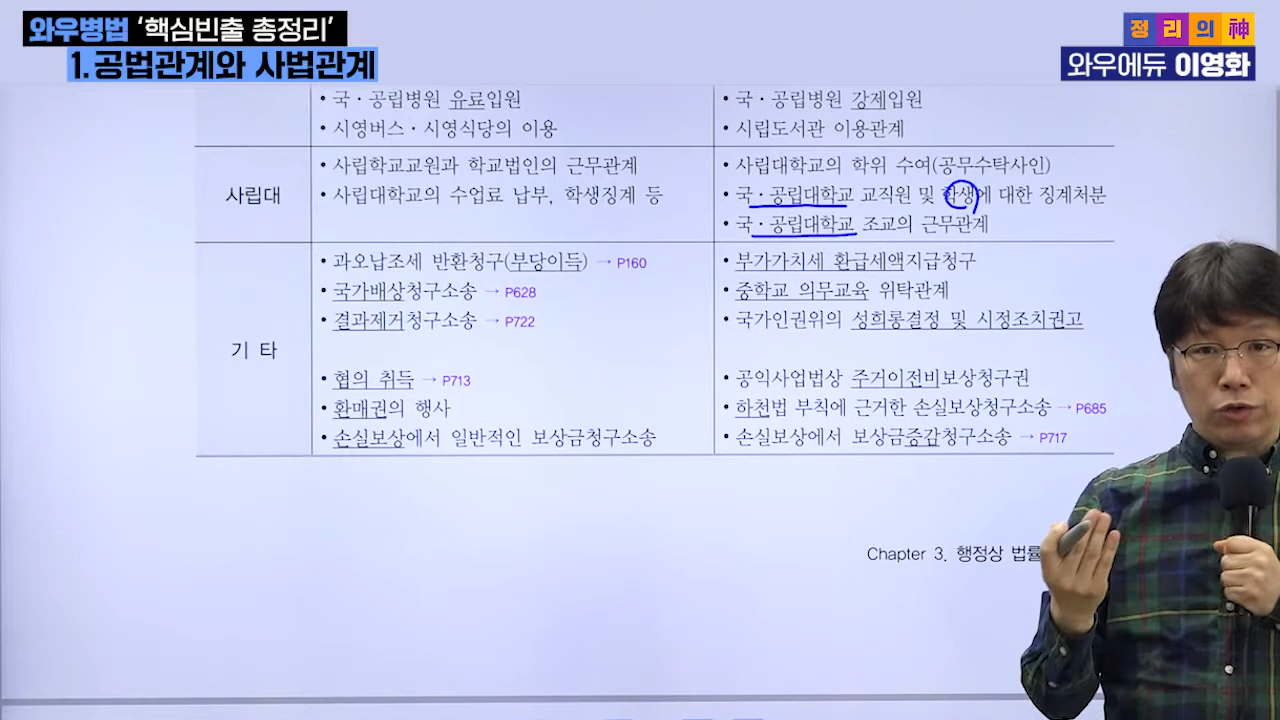 와우병법 '핵심빈출 총정리'
1. 공법관계와 사법관계
정리의神
와우에듀 이영화
• 국·공립병원 유료입원
• 시영버스·시영식당의 이용
• 국·공립병원 강제입원
• 시립도서관 이용관계
사립대
• 사립학교교원과 학교법인의 근무관계
• 사립대학교의 수업료 납부, 학생징계 등
• 사립대학교의 학위 수여(공무수탁사인)
• 국·공립대학교 교직원 및 학생에 대한 징계처분
• 국·공립대학교 조교의 근무관계
기 타
• 과오납조세 반환청구(부당이득) → P160
• 국가배상청구소송 → P628
• 결과제거청구소송 → P722
• 협의 취득 → P713
• 환매권의 행사
• 손실보상에서 일반적인 보상금청구소송
• 부가가치세 환급세액지급청구
• 중학교 의무교육 위탁관계
• 국가인권위의 성희롱결정 및 시정조치권고
• 공익사업법상 주거이전비보상청구권
• 하천법 부칙에 근거한 손실보상청구소송 → P685
• 손실보상에서 보상금증감청구소송 → P717
Chapter 3. 행정상 법률